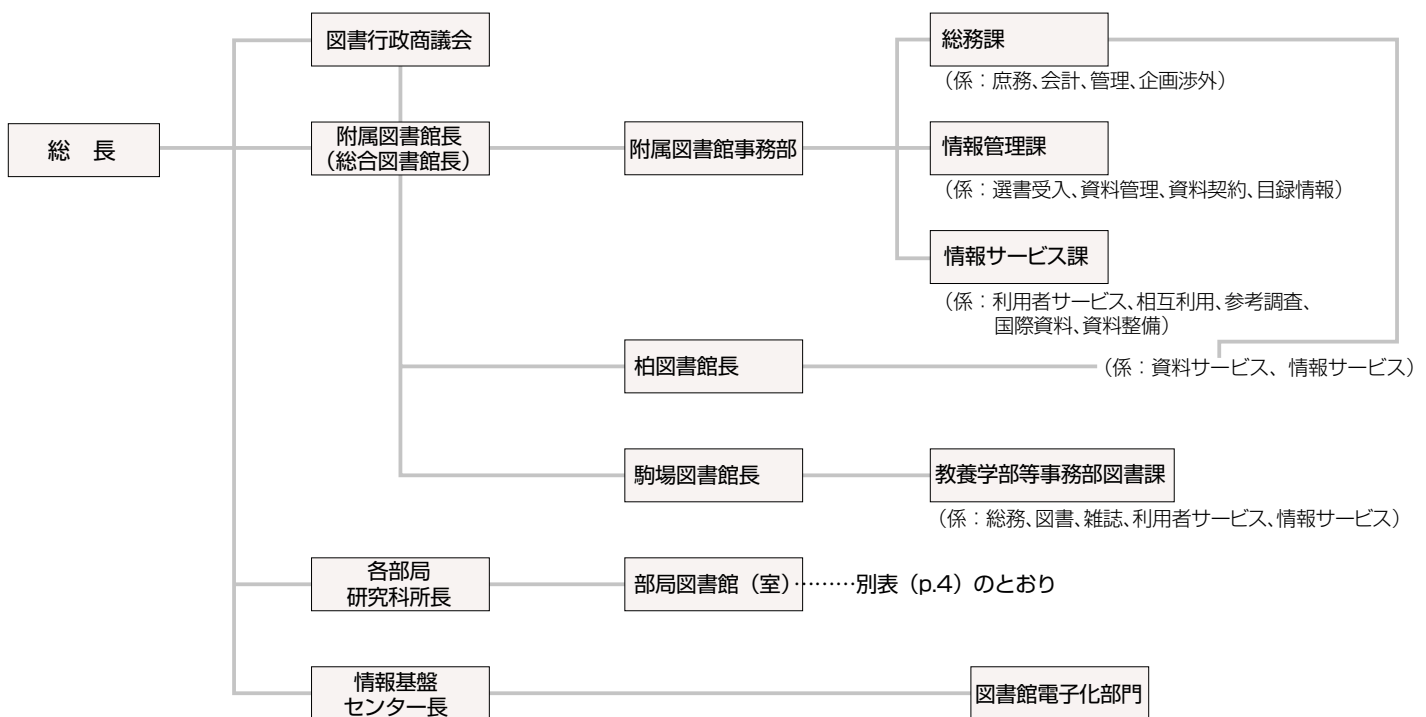 図書行政商議会
総務課
（係：庶務、会計、管理、企画渉外）
総　長
附属図書館長
（総合図書館長）
附属図書館事務部
情報管理課
（係：選書受入、資料管理、資料契約、目録情報）
情報サービス課
（係：利用者サービス、相互利用、参考調査、
国際資料、資料整備）
柏図書館長
（係：資料サービス、情報サービス）
駒場図書館長
教養学部等事務部図書課
（係：総務、図書、雑誌、利用者サービス、情報サービス）
各部局
研究科所長
部局図書館（室）………別表（p.4）のとおり
情報基盤
センター長
図書館電子化部門